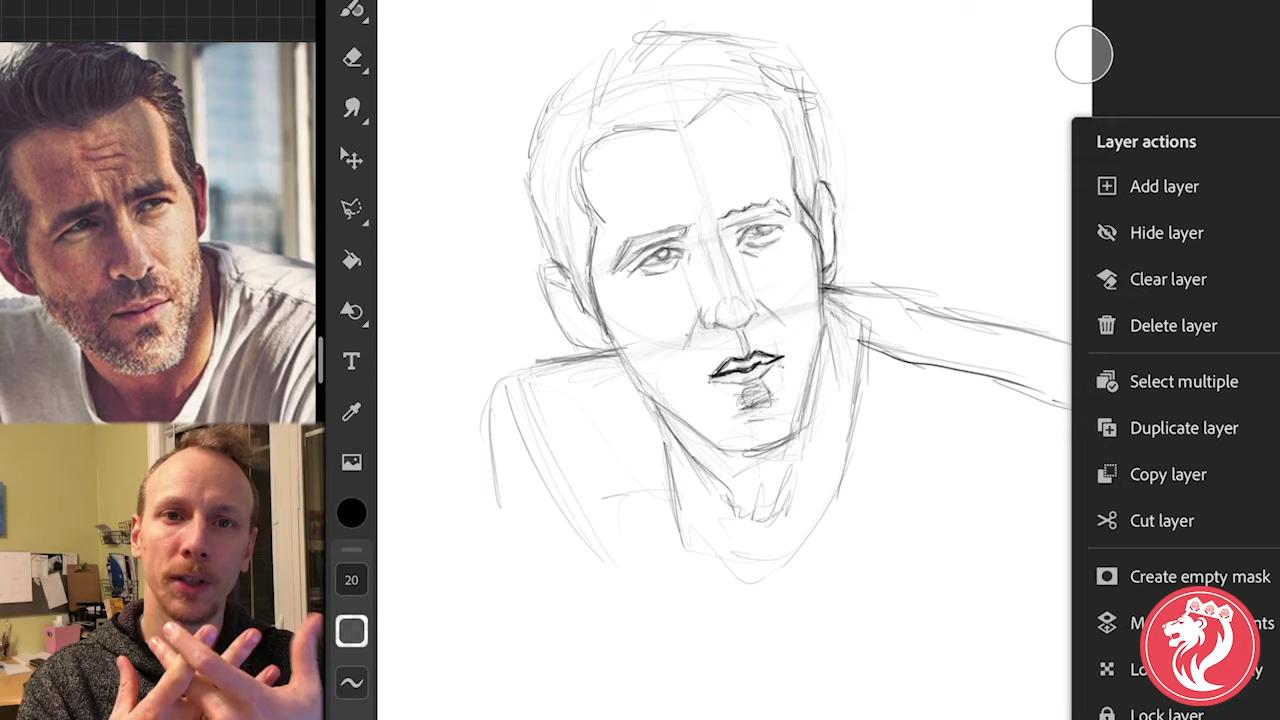 Layer actions
Add layer
Hide layer
Clear layer
Delete layer
Select multiple
Duplicate layer
Copy layer
Cut layer
Create empty mask
Lock layer
T
20